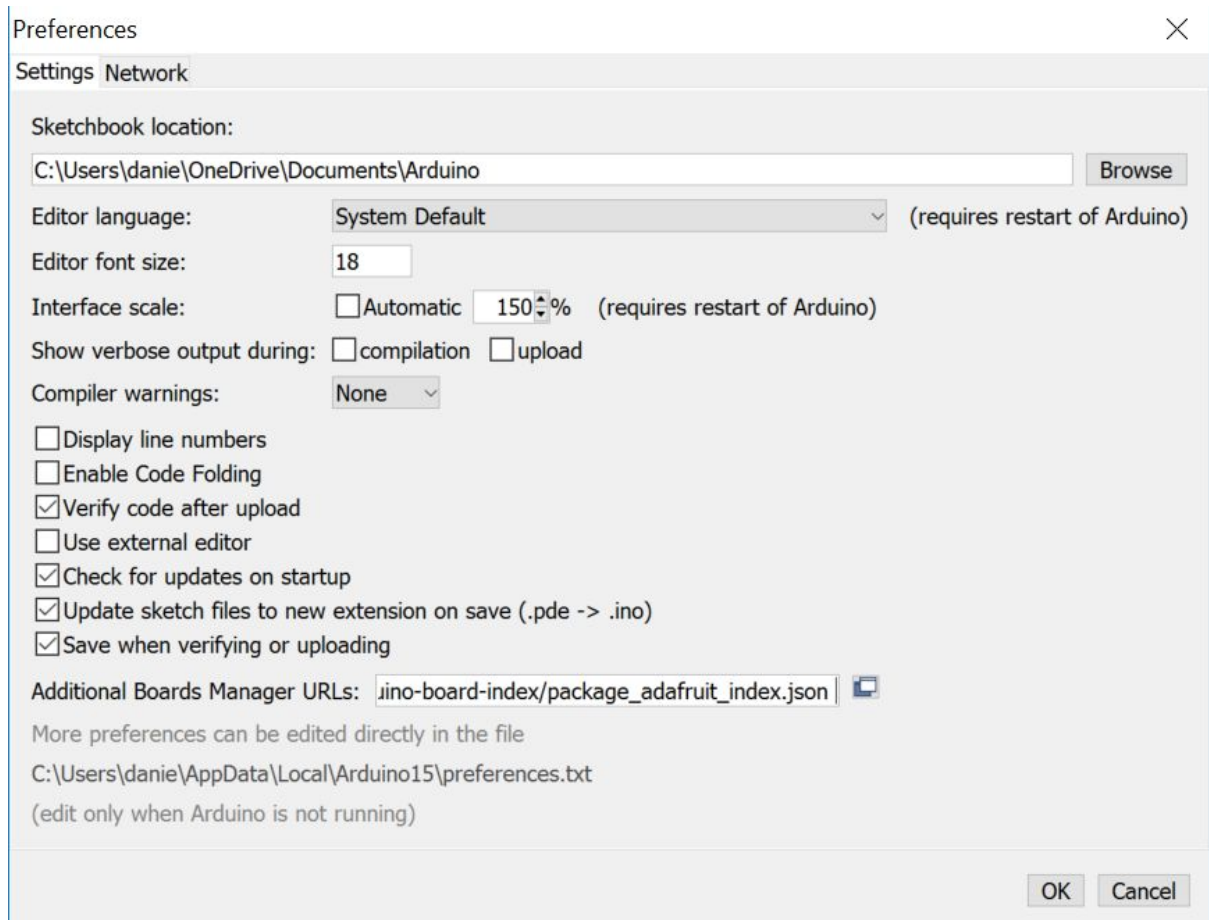 Preferences
Settings Network
Sketchbook location:
C:\Users\danie\OneDrive\Documents\Arduino Browse
Editor language: System Default (requires restart of Arduino)
Editor font size: 18
Interface scale: Automatic 150 % (requires restart of Arduino)
Show verbose output during: compilation upload
Compiler warnings: None
Display line numbers
Enable Code Folding
Verify code after upload
Use external editor
Check for updates on startup
Update sketch files to new extension on save (.pde -> .ino)
Save when verifying or uploading
Additional Boards Manager URLs: uino-board-index/package_adafruit_index.json
More preferences can be edited directly in the file
C:\Users\danie\AppData\Local\Arduino15\preferences.txt
(edit only when Arduino is not running)
OK Cancel